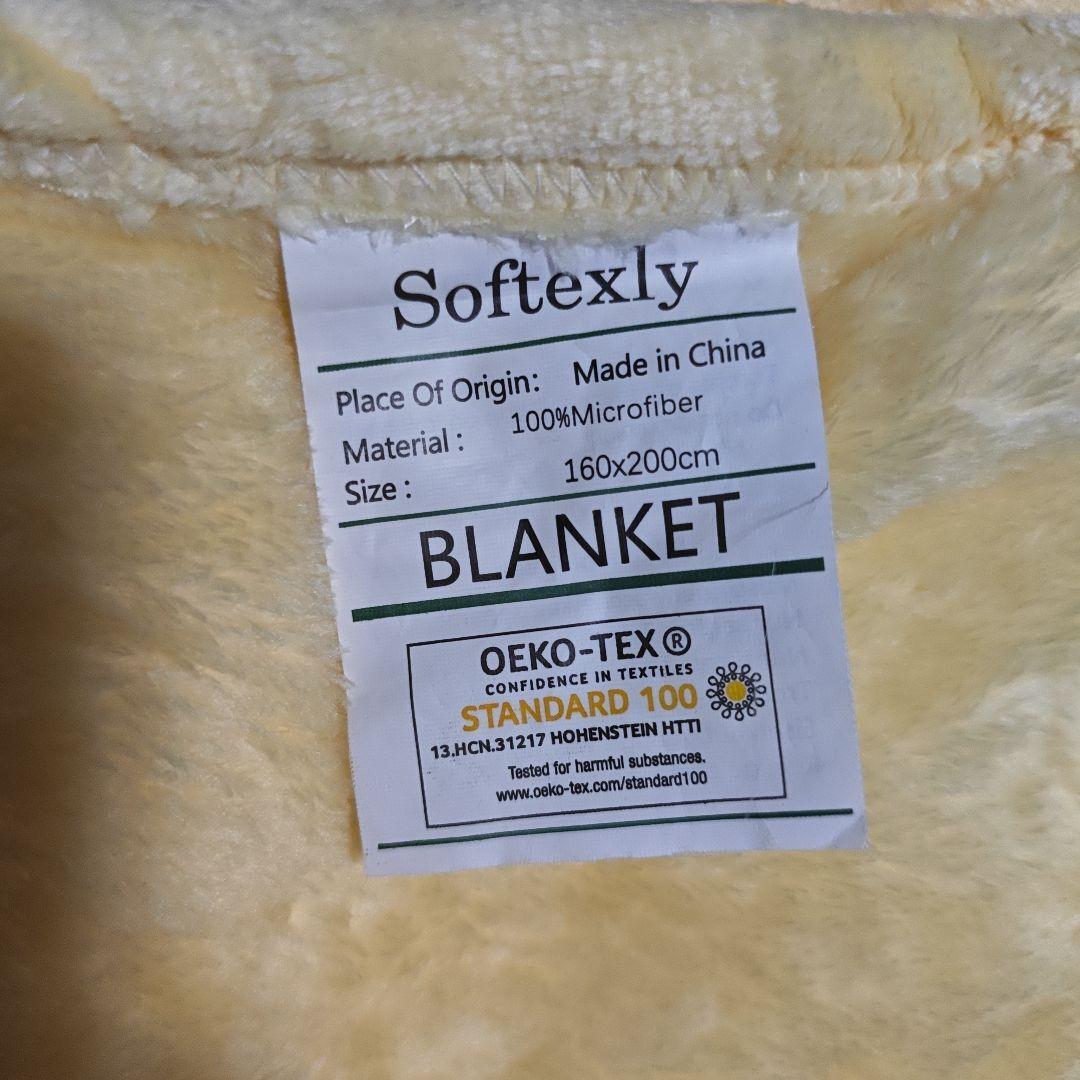 Softexly
Place Of Origin: Made in China
Material : 100%Microfiber
Size : 160x200cm
BLANKET
OEKO-TEX®
CONFIDENCE IN TEXTILES
STANDARD 100
13.HCN.31217 HOHENSTEIN HTTI
Tested for harmful substances.
www.oeko-tex.com/standard100